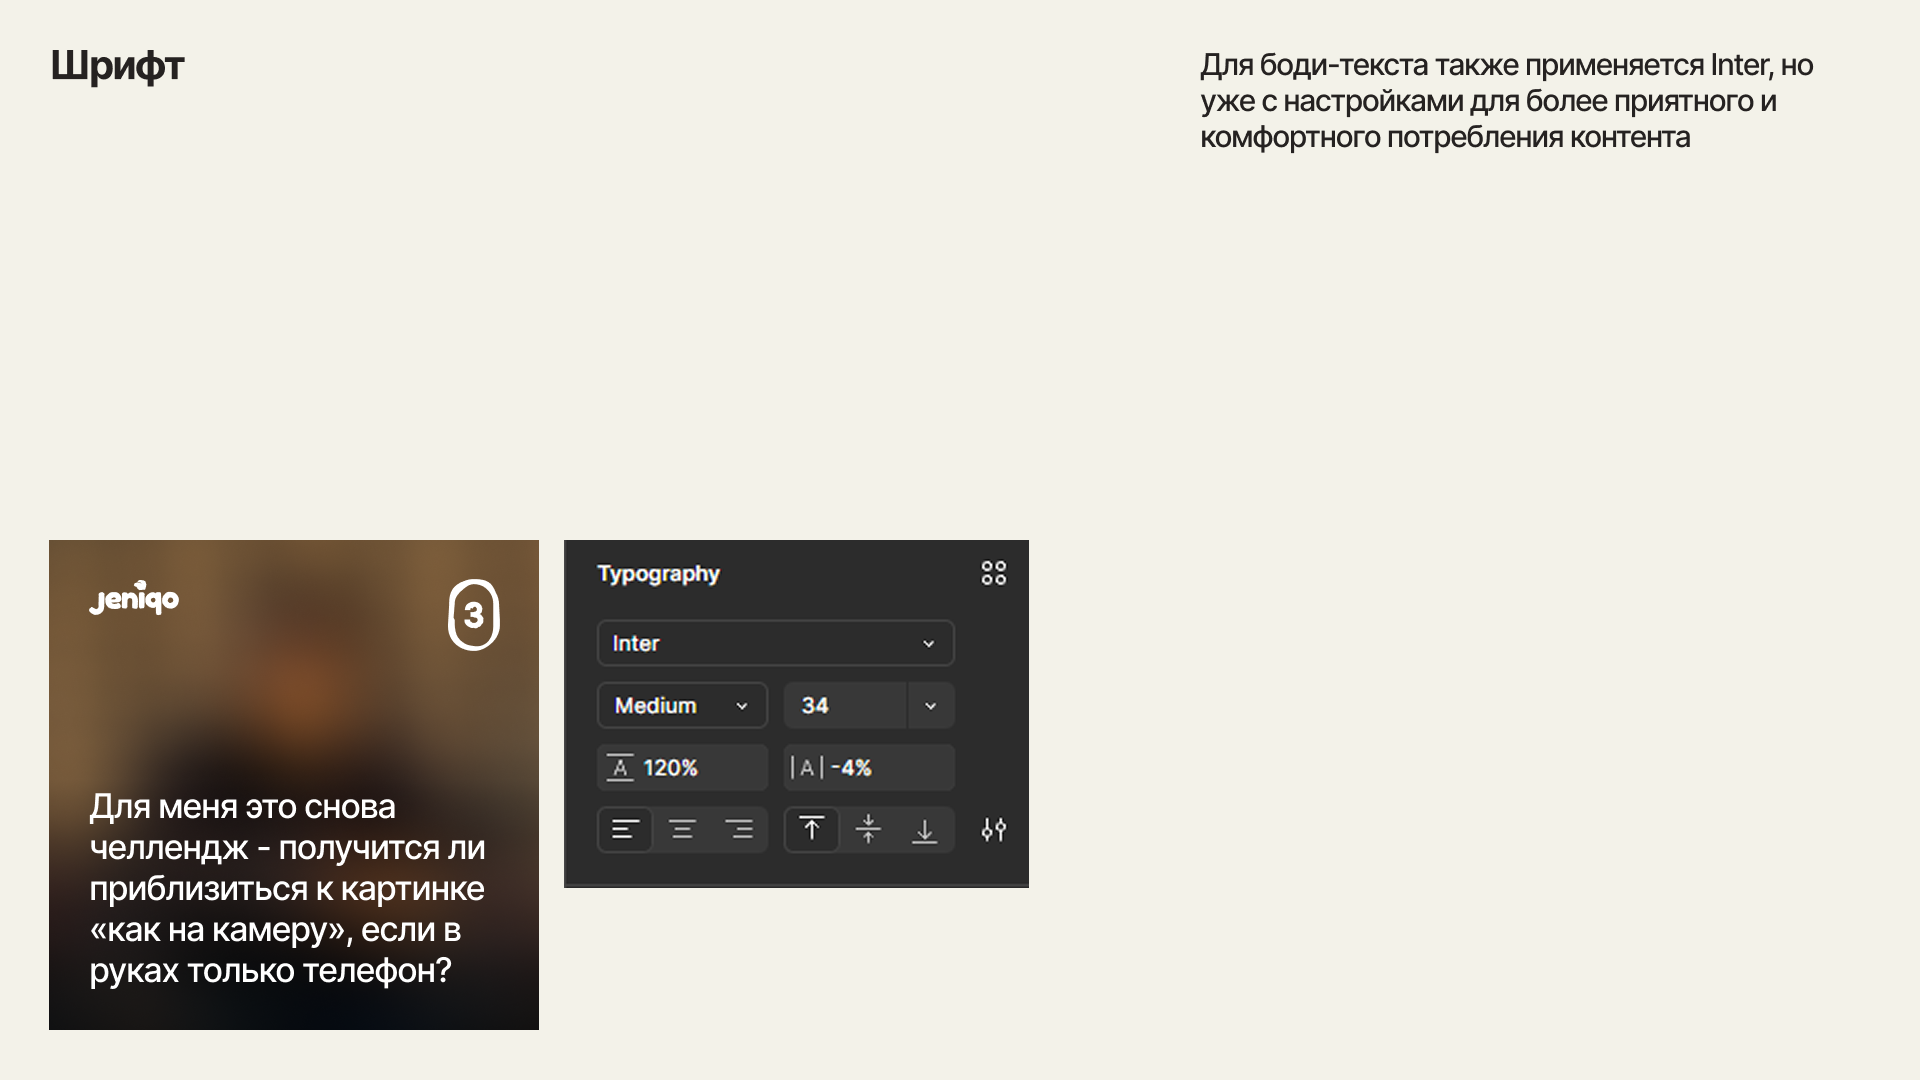 Шрифт
Для боди-текста также применяется Inter, но
уже с настройками для более приятного и
комфортного потребления контента
jeniqo
3
Для меня это снова
челлендж - получится ли
приблизиться к картинке
«как на камеру», если в
руках только телефон?
Typography
Inter
Medium
34
A 120%
|A| -4%